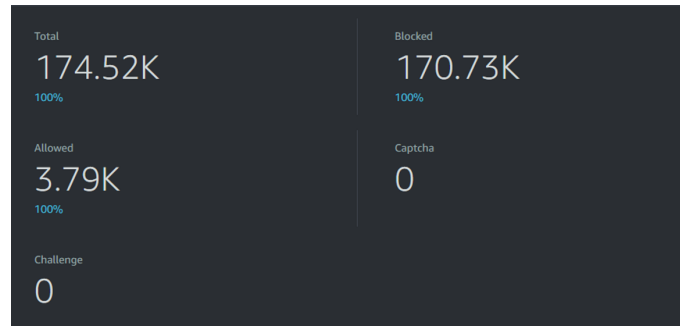 Total
174.52K
100%
Blocked
170.73K
100%
Allowed
3.79K
100%
Captcha
0
Challenge
0